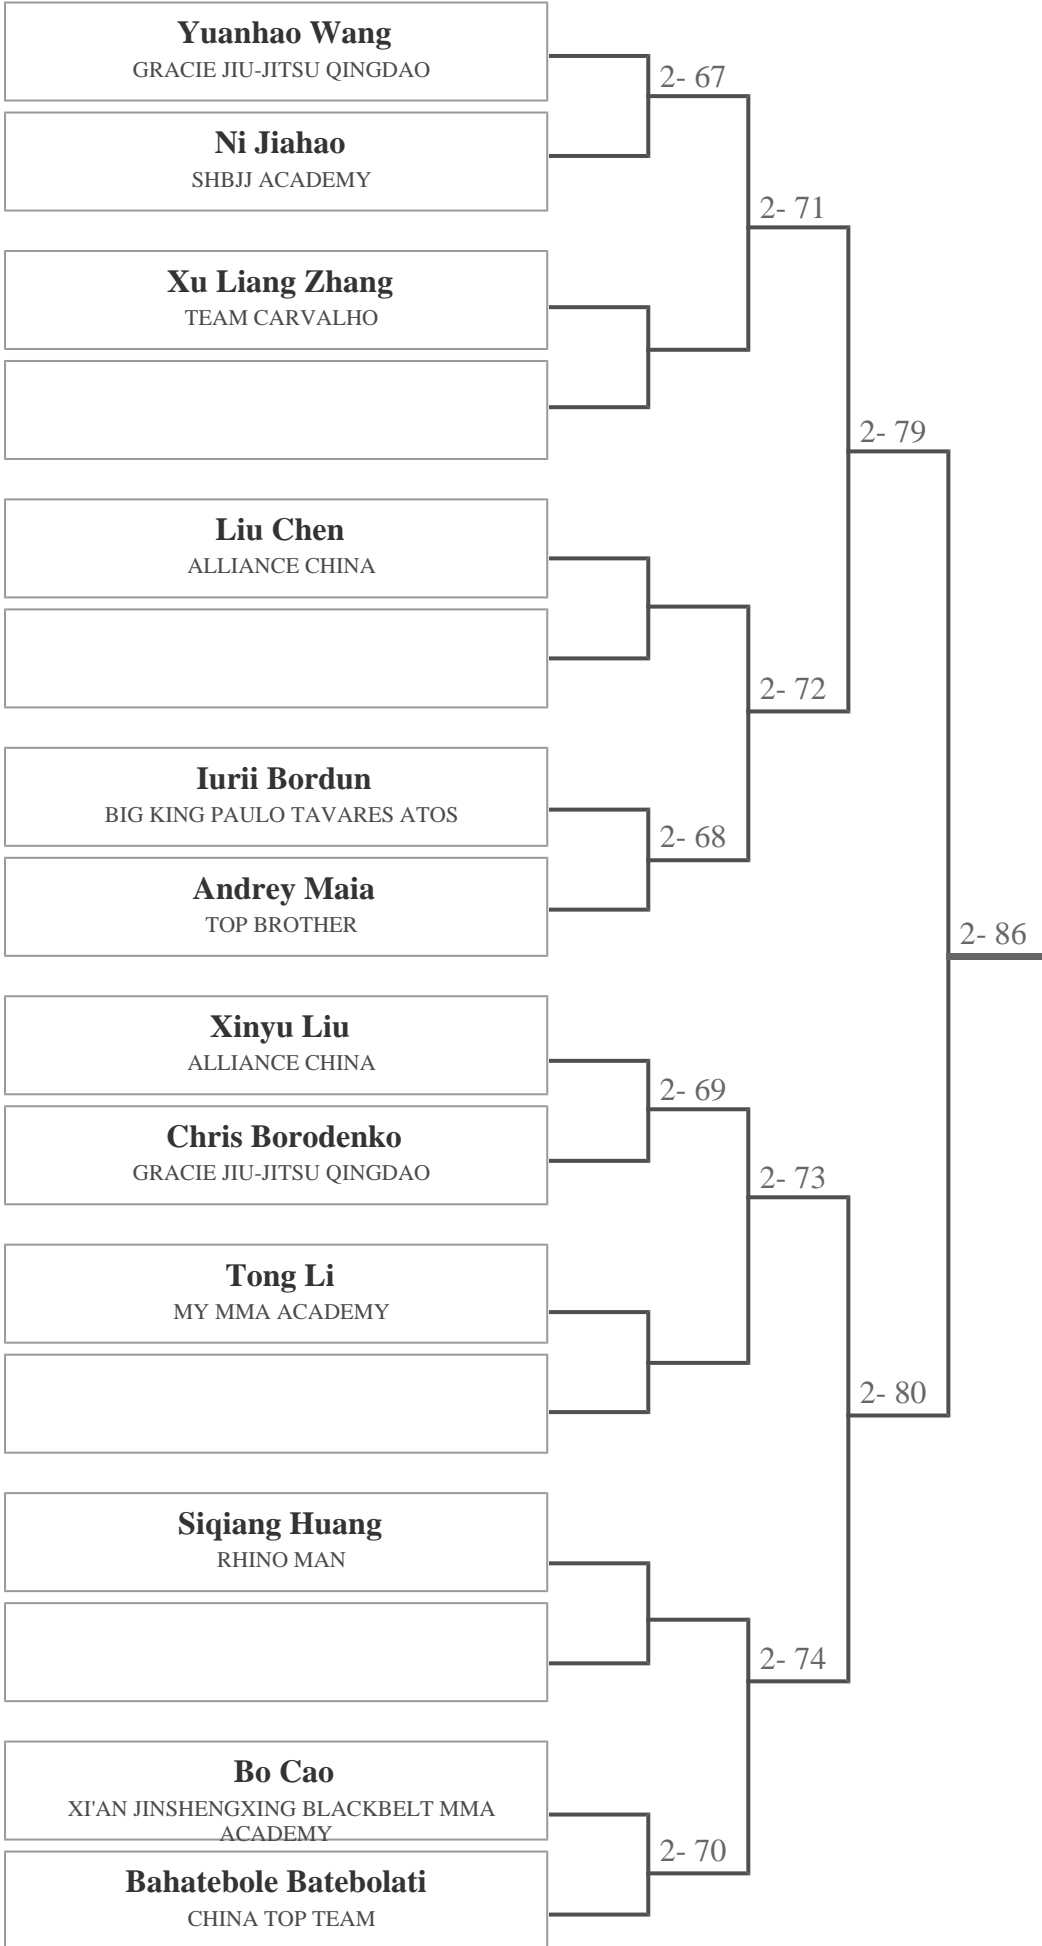 Yuanhao Wang
GRACIE JIU-JITSU QINGDAO
2- 67
Ni Jiahao
SHBJJ ACADEMY
2- 71
Xu Liang Zhang
TEAM CARVALHO
2- 79
Liu Chen
ALLIANCE CHINA
2- 72
Iurii Bordun
BIG KING PAULO TAVARES ATOS
2- 68
Andrey Maia
TOP BROTHER
2- 86
Xinyu Liu
ALLIANCE CHINA
2- 69
Chris Borodenko
GRACIE JIU-JITSU QINGDAO
2- 73
Tong Li
MY MMA ACADEMY
2- 80
Siqiang Huang
RHINO MAN
2- 74
Bo Cao
XI'AN JINSHENGXING BLACKBELT MMA
ACADEMY
2- 70
Bahatebole Batebolati
CHINA TOP TEAM